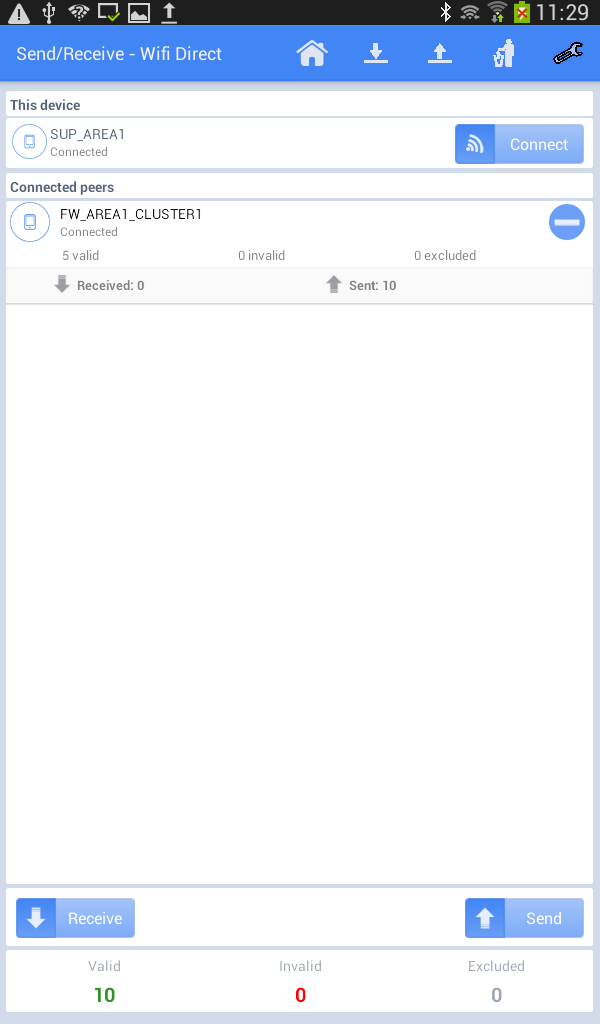 11:29
Send/Receive - Wifi Direct
This device
SUP_AREA1
Connected
Connect
Connected peers
FW_AREA1_CLUSTER1
Connected
5 valid 0 invalid 0 excluded
Received: 0 Sent: 10
Receive Send
Valid Invalid Excluded
10 0 0